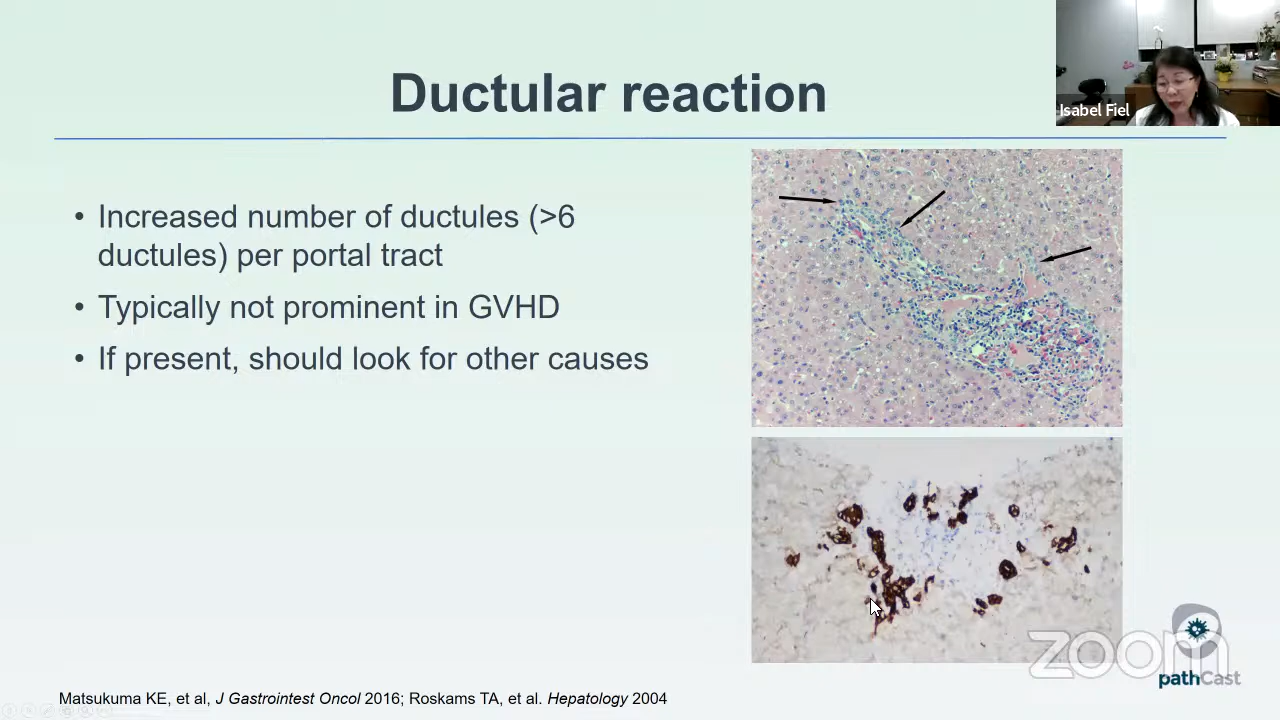 Ductular reaction
Isabel Fiel
• Increased number of ductules (>6
ductules) per portal tract
• Typically not prominent in GVHD
• If present, should look for other causes
zoom
pathCast
Matsukuma KE, et al, J Gastrointest Oncol 2016; Roskams TA, et al. Hepatology 2004